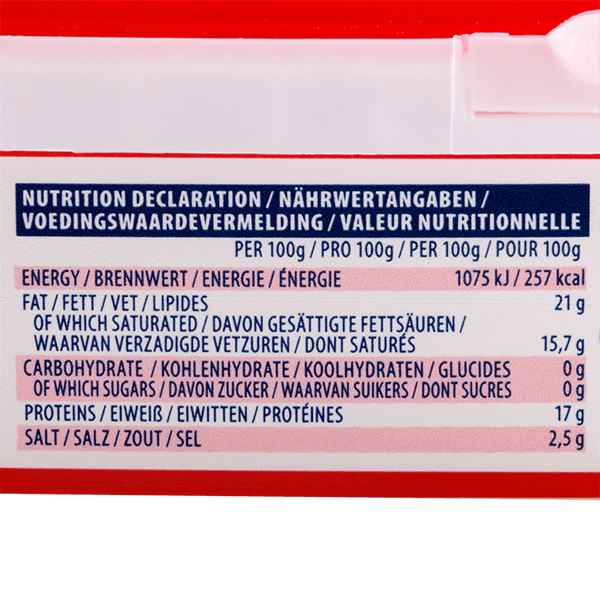 NUTRITION DECLARATION / NÄHRWERTANGABEN /
VOEDINGSWAARDEVERMELDING / VALEUR NUTRITIONNELLE
PER 100g / PRO 100g / PER 100g / POUR 100g
ENERGY / BRENNWERT / ENERGIE / ÉNERGIE 1075 kJ / 257 kcal
FAT / FETT / VET / LIPIDES 21 g
OF WHICH SATURATED / DAVON GESÄTTIGTE FETTSÄUREN /
WAARVAN VERZADIGDE VETZUREN / DONT SATURÉS 15,7 g
CARBOHYDRATE / KOHLENHYDRATE / KOOLHYDRATEN / GLUCIDES 0 g
OF WHICH SUGARS / DAVON ZUCKER / WAARVAN SUIKERS / DONT SUCRES 0 g
PROTEINS / EIWEIß / EIWITTEN / PROTÉINES 17 g
SALT / SALZ / ZOUT / SEL 2,5 g